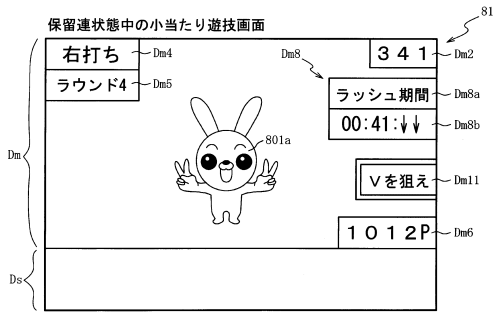 保留連状態中の小当たり遊技画面
81
右打ち
Dm4
ラウンド4
Dm5
341
Dm2
Dm8
ラッシュ期間
Dm8a
00:41:↓↓
Dm8b
Dm
801a
Vを狙え
Dm11
1012P
Dm6
Ds